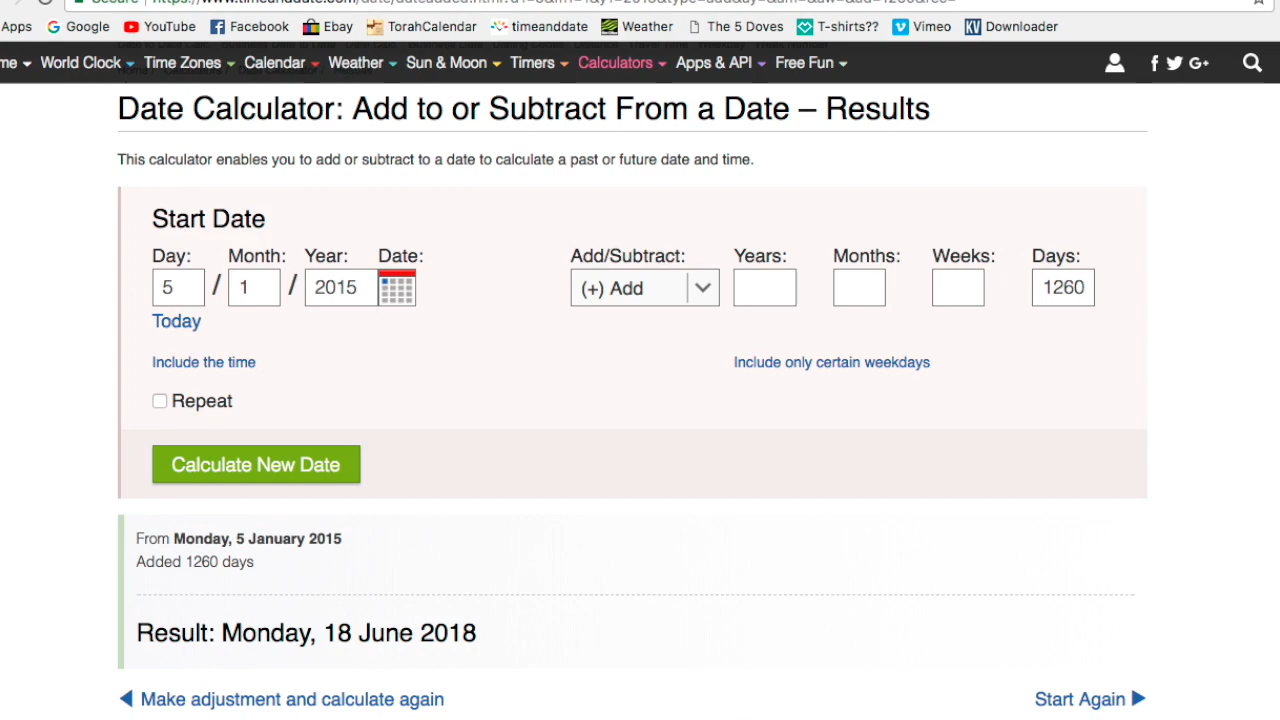 Apps Google YouTube Facebook Ebay TorahCalendar timeanddate Weather The 5 Doves T-shirts?? Vimeo Downloader
me World Clock Time Zones Calendar Weather Sun & Moon Timers Calculators Apps & API Free Fun
Date Calculator: Add to or Subtract From a Date – Results
This calculator enables you to add or subtract to a date to calculate a past or future date and time.
Start Date
Day: Month: Year: Date: Add/Subtract: Years: Months: Weeks: Days:
5 / 1 / 2015 (+) Add 1260
Today
Include the time Include only certain weekdays
Repeat
Calculate New Date
From Monday, 5 January 2015
Added 1260 days
Result: Monday, 18 June 2018
Make adjustment and calculate again Start Again